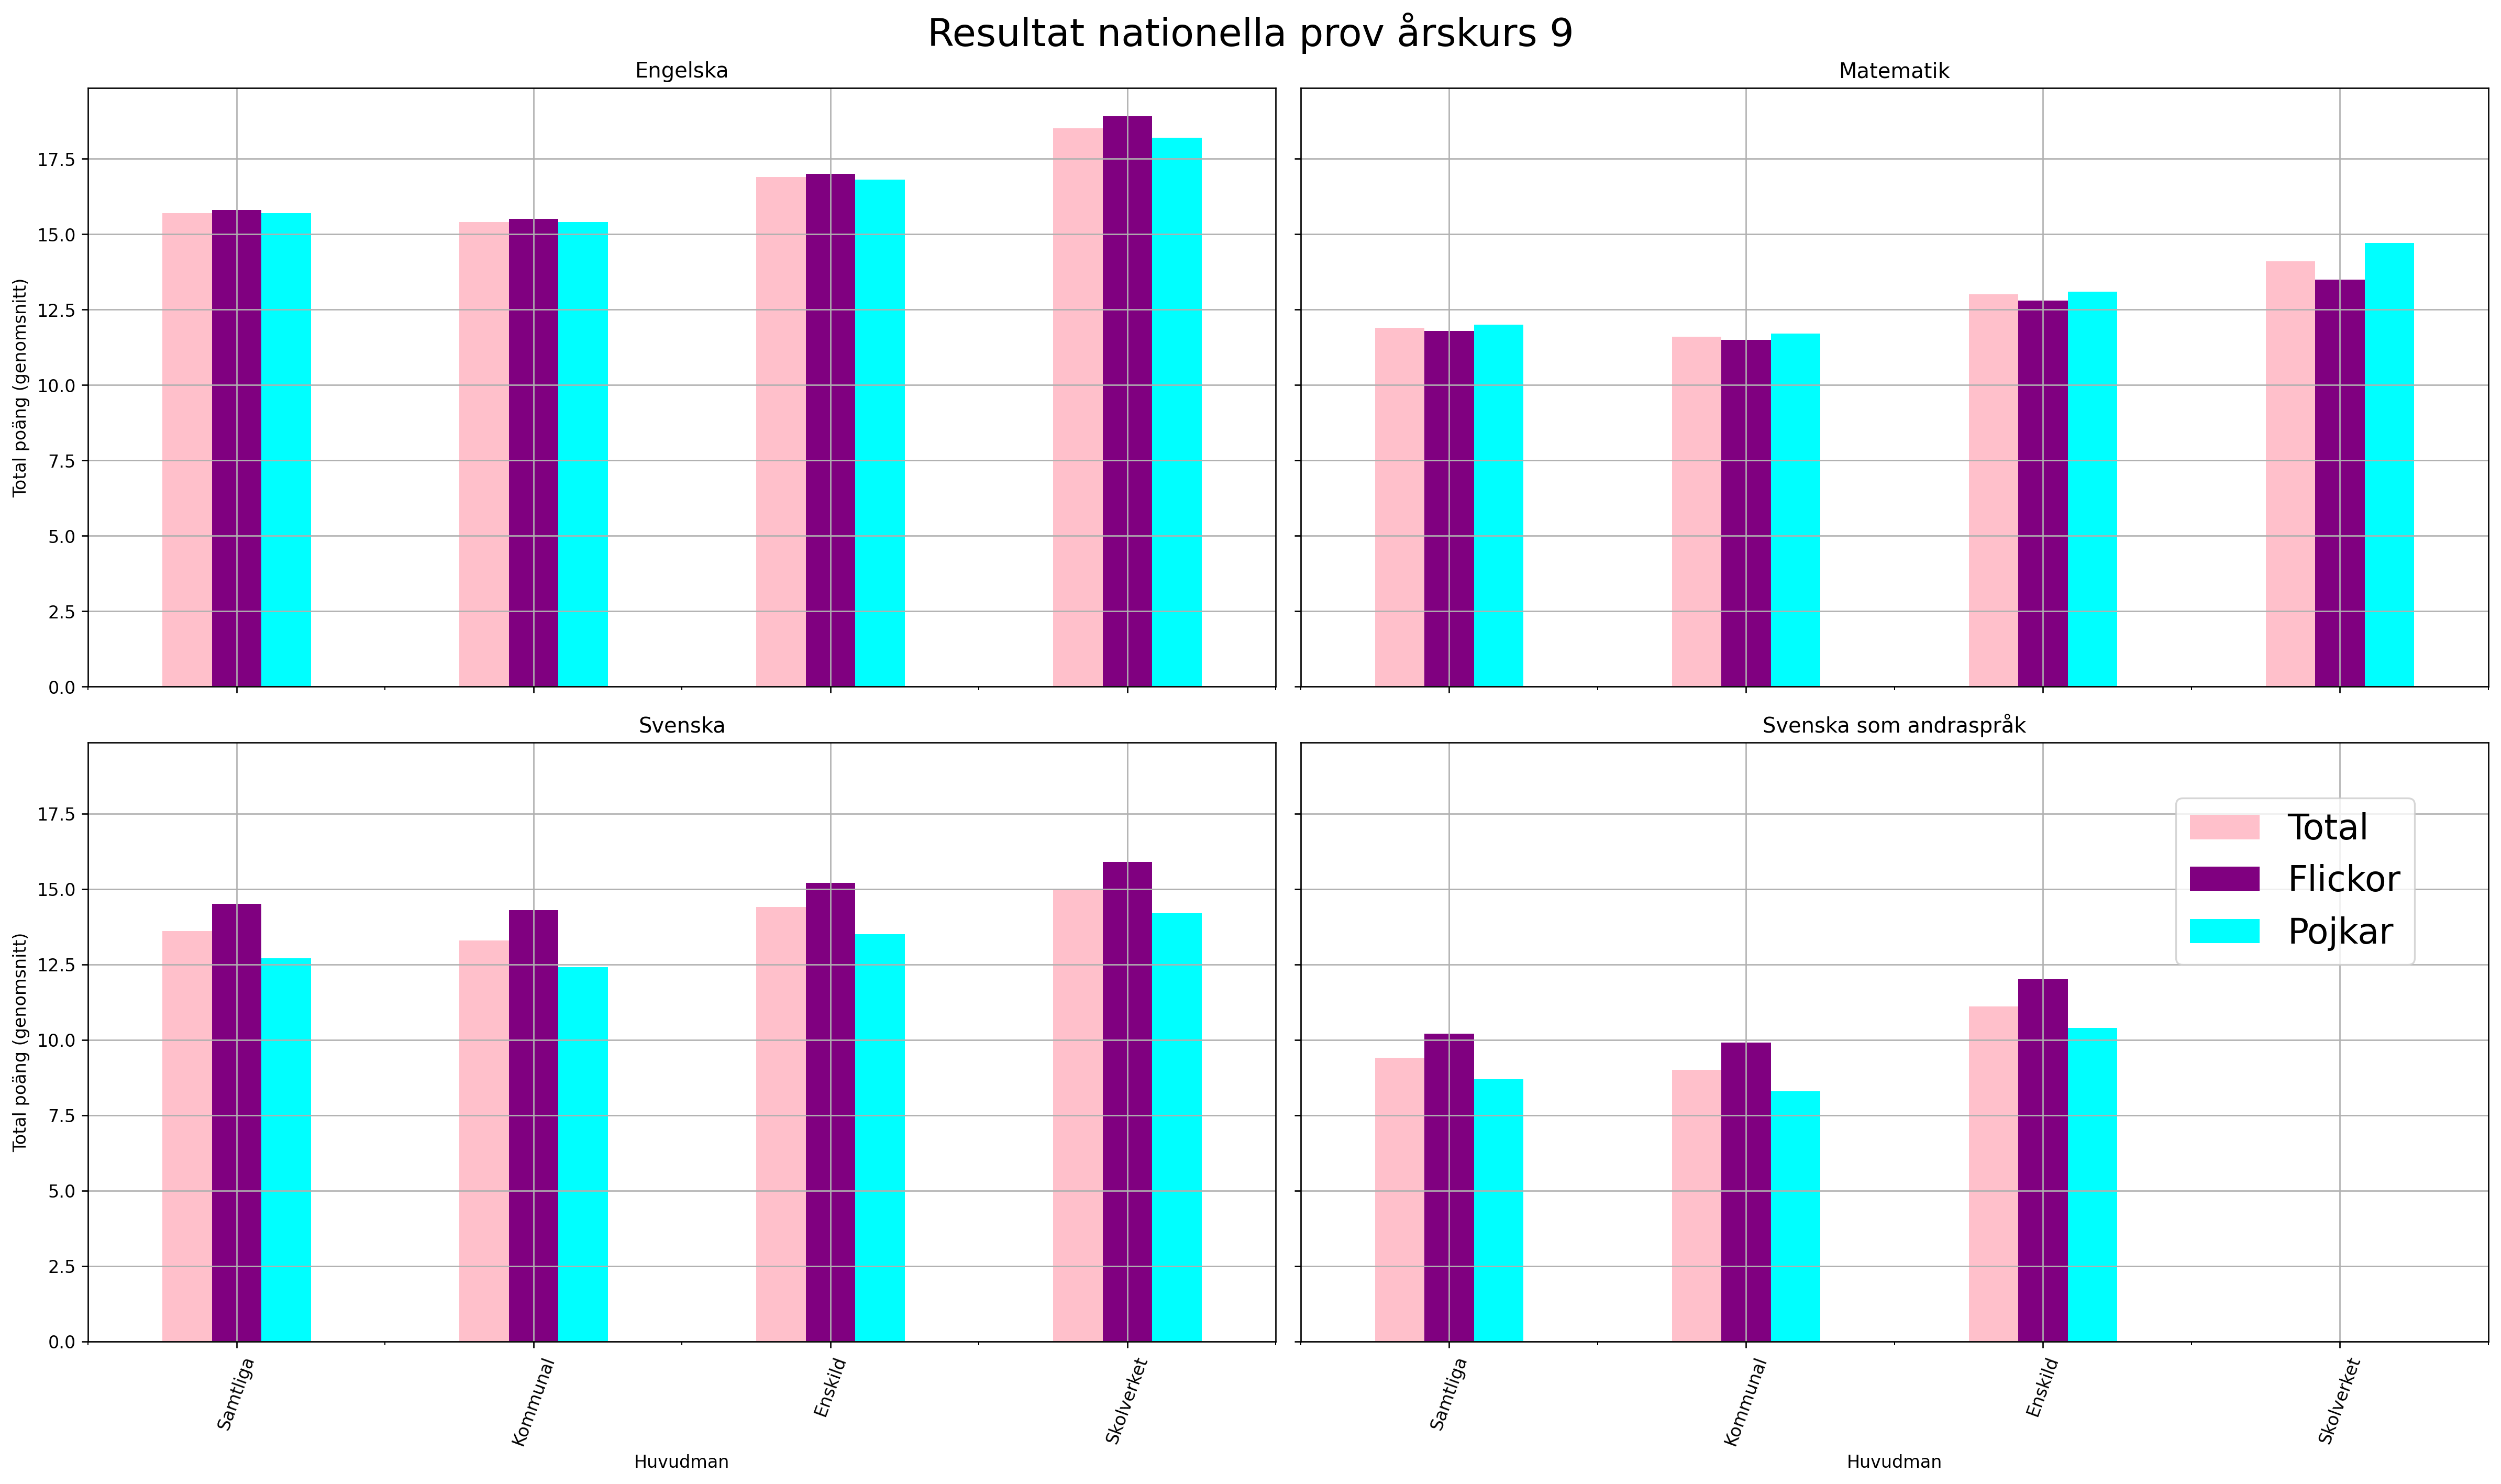 Resultat nationella prov årskurs 9
Engelska
Total poäng (genomsnitt)
17.5
15.0
12.5
10.0
7.5
5.0
2.5
0.0
Matematik
Svenska
Total poäng (genomsnitt)
17.5
15.0
12.5
10.0
7.5
5.0
2.5
0.0
Samtliga
Kommunal
Enskild
Skolverket
Huvudman
Svenska som andraspråk
Total
Flickor
Pojkar
Samtliga
Kommunal
Enskild
Skolverket
Huvudman